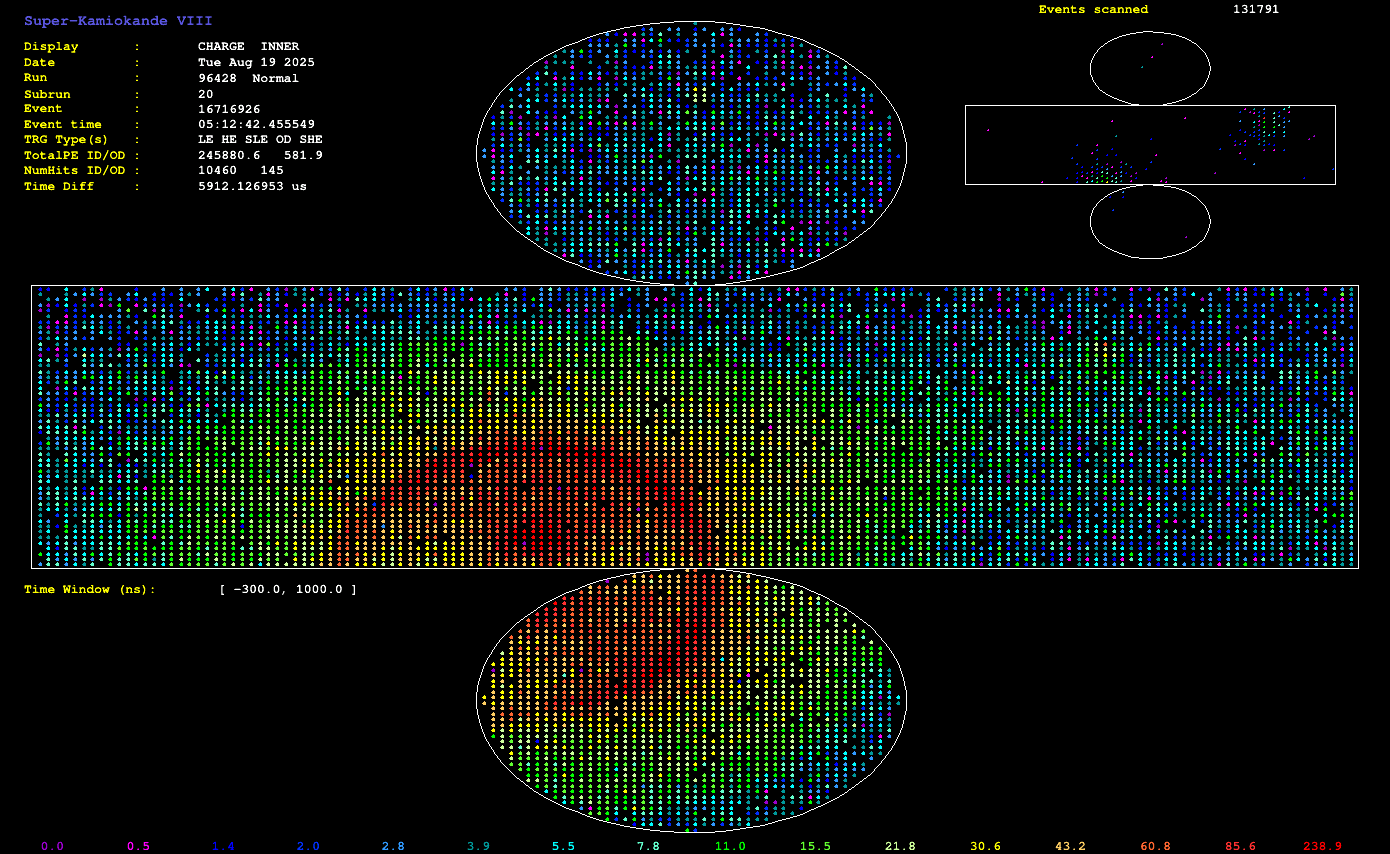 Super-Kamiokande VIII
Events scanned 131791
Display : CHARGE INNER
Date : Tue Aug 19 2025
Run : 96428 Normal
Subrun : 20
Event : 16716926
Event time : 05:12:42.455549
TRG Type(s) : LE HE SLE OD SHE
TotalPE ID/OD : 245880.6 581.9
NumHits ID/OD : 10460 145
Time Diff : 5912.126953 us
Time Window (ns): [ -300.0, 1000.0 ]
0.0 0.5 1.4 2.0 2.8 3.9 5.5 7.8 11.0 15.5 21.8 30.6 43.2 60.8 85.6 238.9